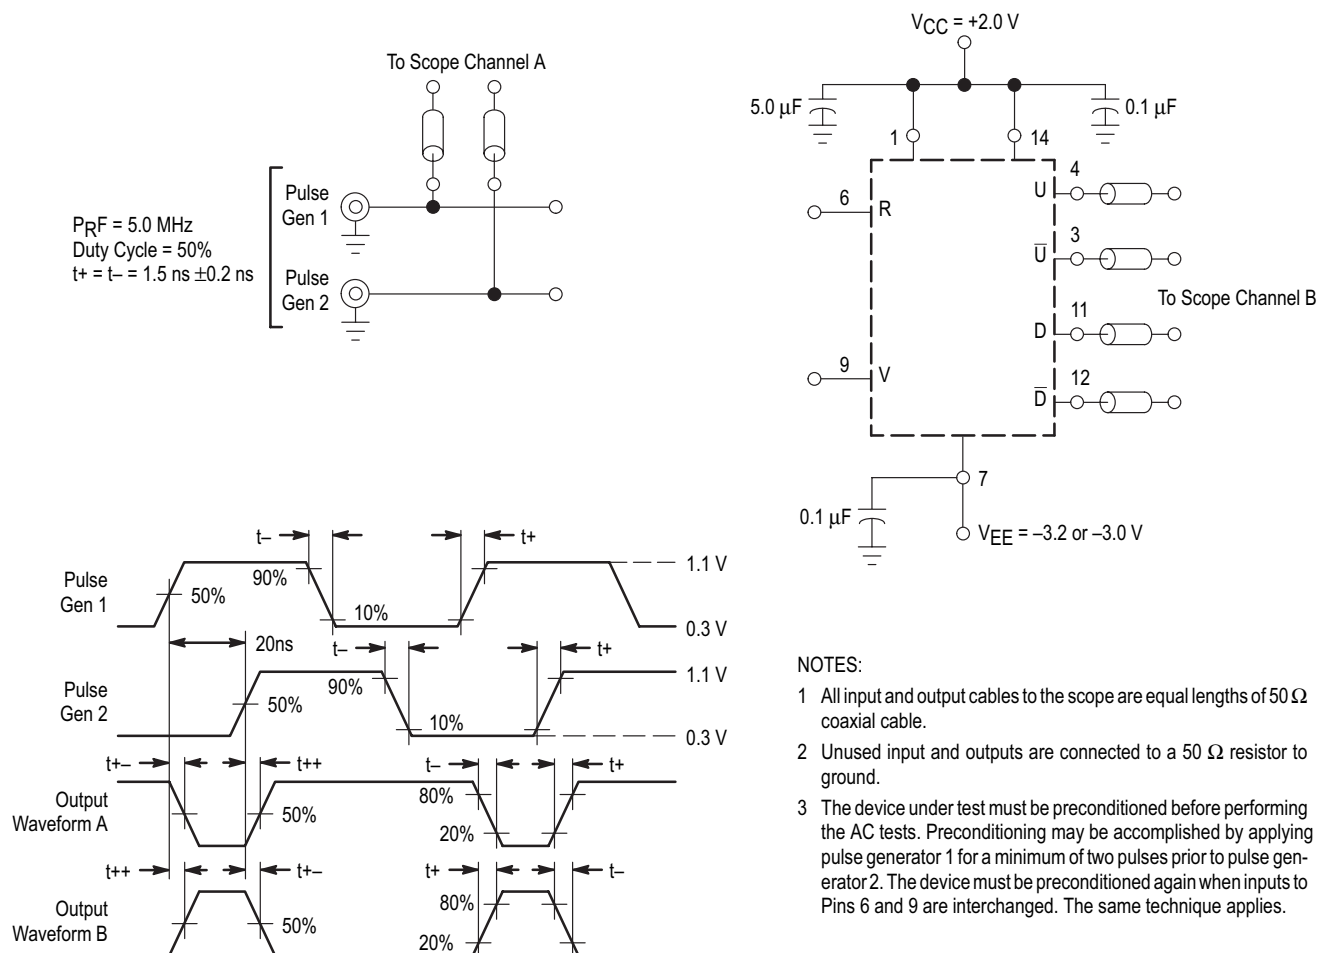 To Scope Channel A
PRF = 5.0 MHz
Duty Cycle = 50%
t+ = t– = 1.5 ns ±0.2 ns
Pulse
Gen 1
Pulse
Gen 2
VCC = +2.0 V
5.0 µF
0.1 µF
1
14
6
R
9
V
U
4
U̅
3
D
11
D̅
12
To Scope Channel B
7
0.1 µF
VEE = –3.2 or –3.0 V
Pulse
Gen 1
50%
t–
90%
10%
t+
1.1 V
0.3 V
20ns
Pulse
Gen 2
50%
t–
90%
10%
t+
1.1 V
0.3 V
Output
Waveform A
t+–
t++
50%
t–
80%
20%
t+
Output
Waveform B
t++
t+–
50%
t+
80%
20%
t–
NOTES:
1 All input and output cables to the scope are equal lengths of 50 Ω
coaxial cable.
2 Unused input and outputs are connected to a 50 Ω resistor to
ground.
3 The device under test must be preconditioned before performing
the AC tests. Preconditioning may be accomplished by applying
pulse generator 1 for a minimum of two pulses prior to pulse gen-
erator 2. The device must be preconditioned again when inputs to
Pins 6 and 9 are interchanged. The same technique applies.